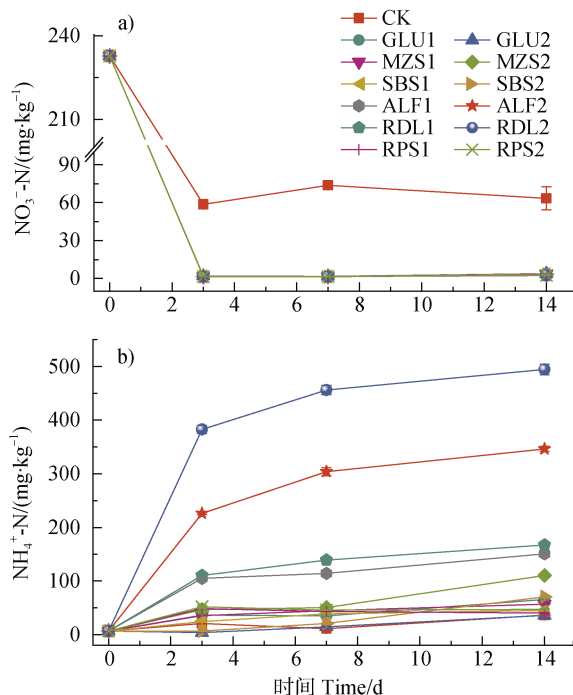 a)
CK
GLU1 GLU2
MZS1 MZS2
SBS1 SBS2
ALF1 ALF2
RDL1 RDL2
RPS1 RPS2
NO₃⁻-N/(mg·kg⁻¹)
240
210
90
60
30
0
0 2 4 6 8 10 12 14
b)
NH₄⁺-N/(mg·kg⁻¹)
500
400
300
200
100
0
0 2 4 6 8 10 12 14
时间 Time/d